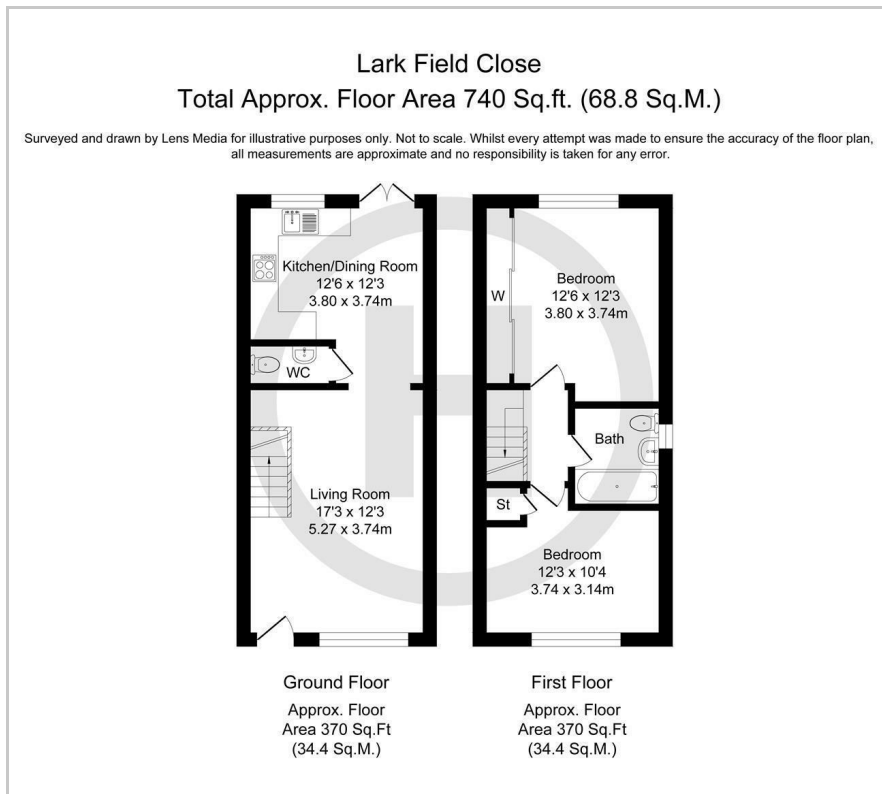 Lark Field Close
Total Approx. Floor Area 740 Sq.ft. (68.8 Sq.M.)
Surveyed and drawn by Lens Media for illustrative purposes only. Not to scale. Whilst every attempt was made to ensure the accuracy of the floor plan,
all measurements are approximate and no responsibility is taken for any error.
Kitchen/Dining Room
12'6 x 12'3
3.80 x 3.74m
WC
Living Room
17'3 x 12'3
5.27 x 3.74m
Ground Floor
Approx. Floor
Area 370 Sq.Ft
(34.4 Sq.M.)
W
Bedroom
12'6 x 12'3
3.80 x 3.74m
Bath
St
Bedroom
12'3 x 10'4
3.74 x 3.14m
First Floor
Approx. Floor
Area 370 Sq.Ft
(34.4 Sq.M.)
H